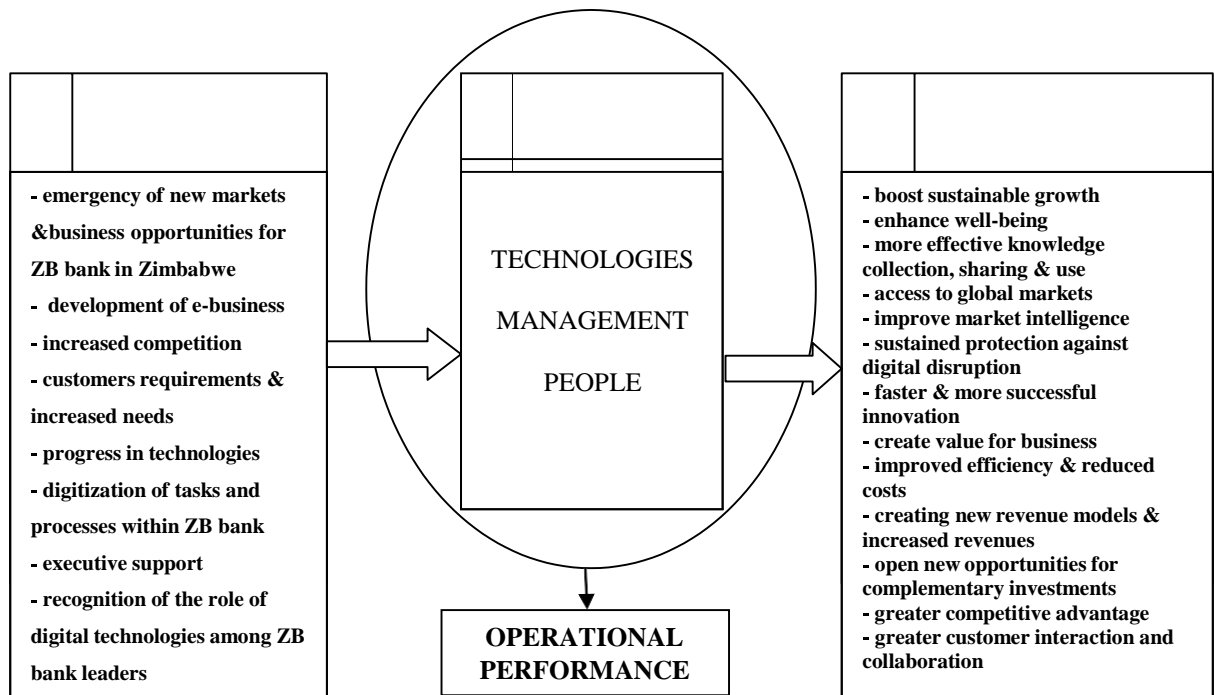 - emergency of new markets
&business opportunities for
ZB bank in Zimbabwe
- development of e-business
- increased competition
- customers requirements &
increased needs
- progress in technologies
- digitization of tasks and
processes within ZB bank
- executive support
- recognition of the role of
digital technologies among ZB
bank leaders
TECHNOLOGIES
MANAGEMENT
PEOPLE
OPERATIONAL
PERFORMANCE
- boost sustainable growth
- enhance well-being
- more effective knowledge
collection, sharing & use
- access to global markets
- improve market intelligence
- sustained protection against
digital disruption
- faster & more successful
innovation
- create value for business
- improved efficiency & reduced
costs
- creating new revenue models &
increased revenues
- open new opportunities for
complementary investments
- greater competitive advantage
- greater customer interaction and
collaboration